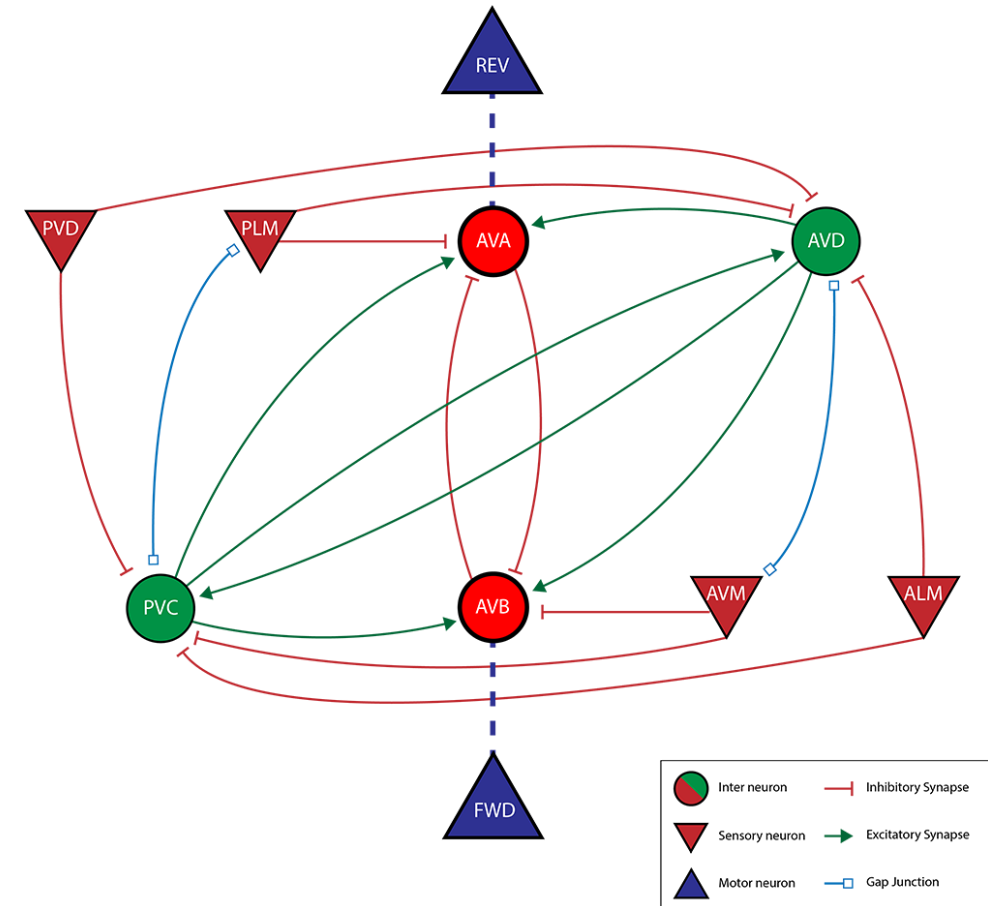 REV
PVD
PLM
AVA
AVD
PVC
AVB
AVM
ALM
FWD
Inter neuron
Inhibitory Synapse
Sensory neuron
Excitatory Synapse
Motor neuron
Gap Junction